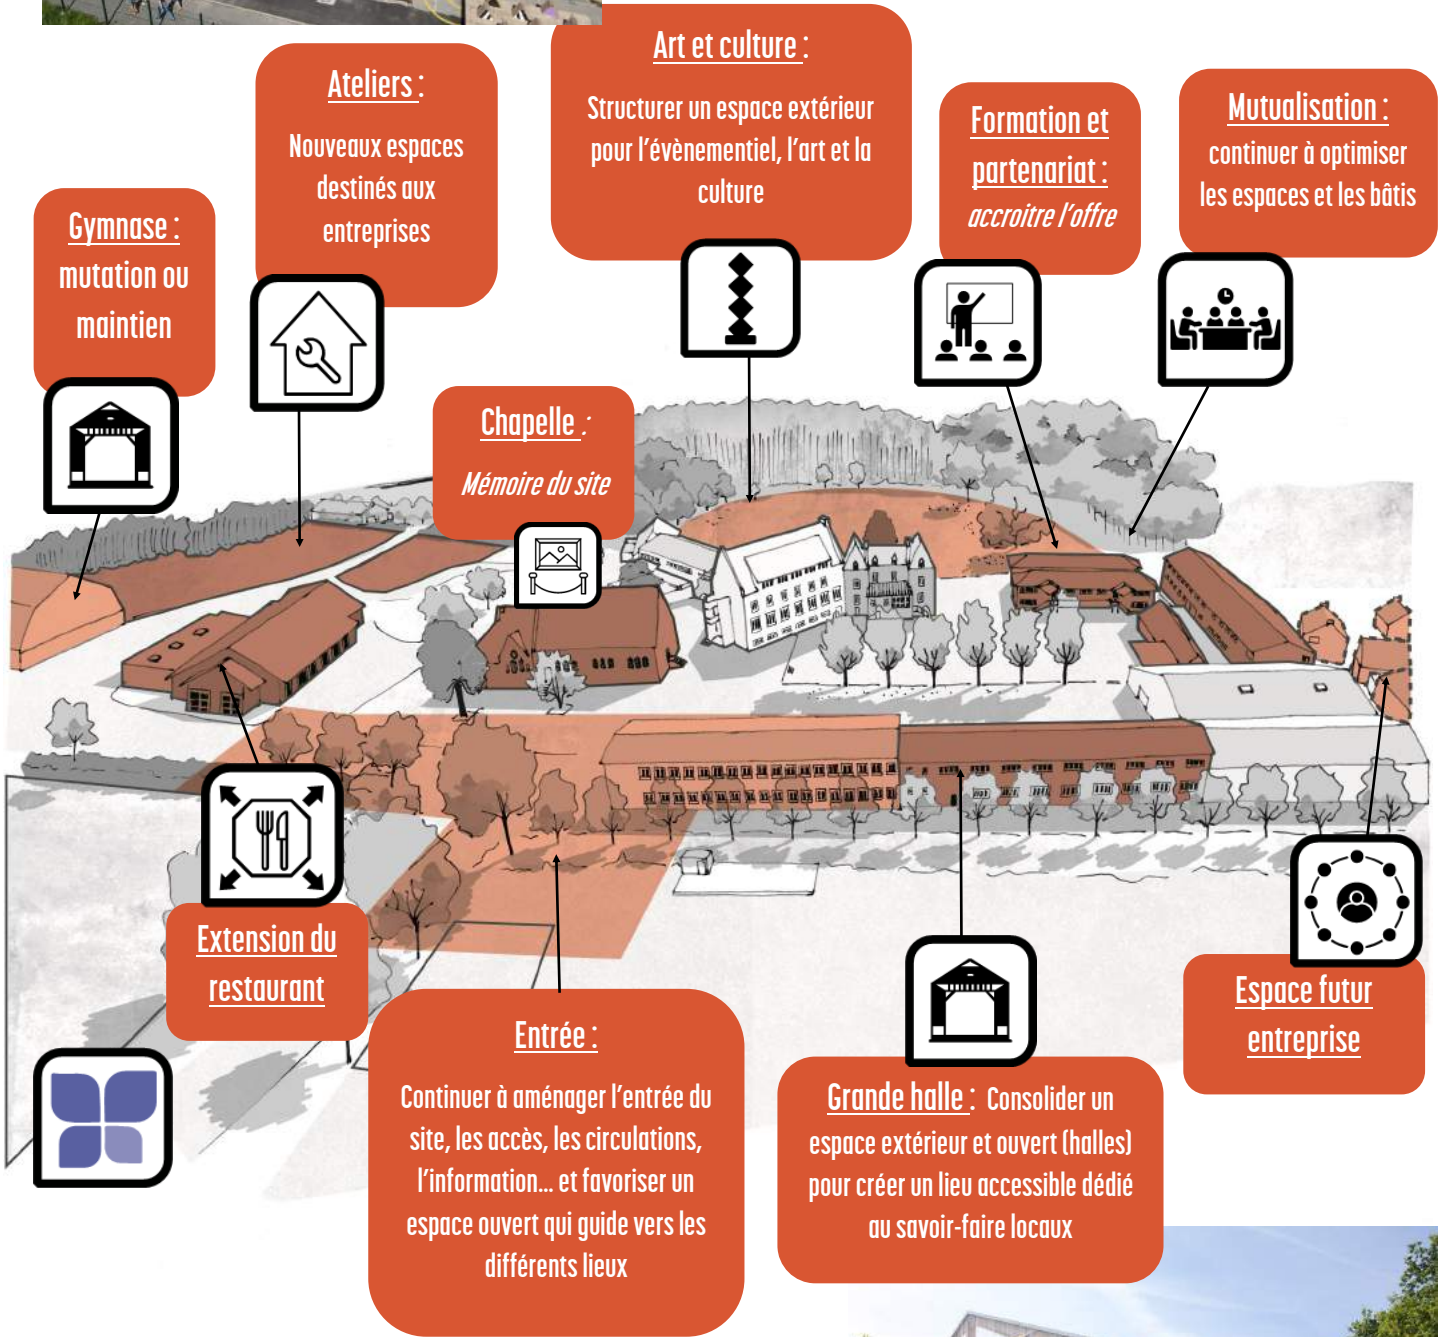 Art et culture :
Structurer un espace extérieur
pour l'évènementiel, l'art et la
culture
Ateliers :
Nouveaux espaces
destinés aux
entreprises
Formation et
partenariat :
accroitre l'offre
Mutualisation :
continuer à optimiser
les espaces et les bâtis
Gymnase :
mutation ou
maintien
Chapelle :
Mémoire du site
Extension du
restaurant
Entrée :
Continuer à aménager l'entrée du
site, les accès, les circulations,
l'information... et favoriser un
espace ouvert qui guide vers les
différents lieux
Grande halle : Consolider un
espace extérieur et ouvert (halles)
pour créer un lieu accessible dédié
au savoir-faire locaux
Espace futur
entreprise